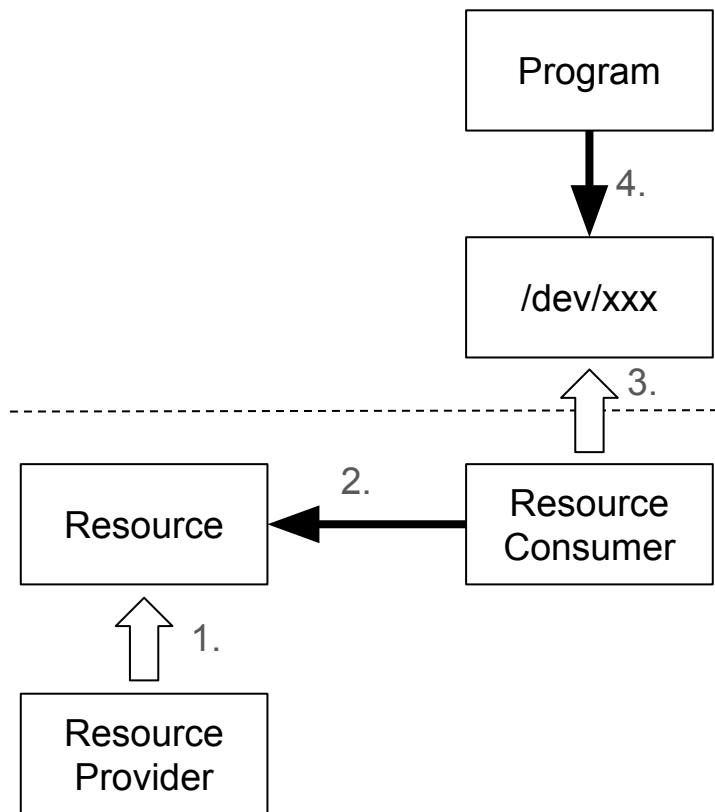 Program
4.
/dev/xxx
3.
2.
Resource
Resource
Consumer
1.
Resource
Provider